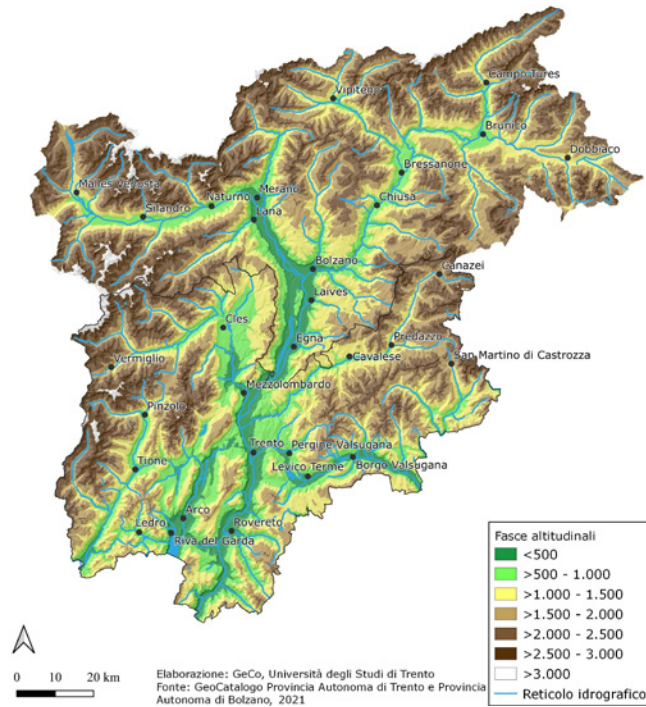 Campo Tures
Vipiteno
Brunico
Dobbiaco
Bressanone
Malles Venosta
Naturno
Merano
Silandro
Chiusa
Lana
Bolzano
Canazei
Laives
Cles
Egna
Predazzo
Cavalese
San Martino di Castrozza
Vermiglio
Mezzolombardo
Pinzolo
Trento
Pergine Valsugana
Tione
Levico Terme
Borgo Valsugana
Arco
Ledro
Rovereto
Riva del Garda
Fasce altitudinali
<500
>500 - 1.000
>1.000 - 1.500
>1.500 - 2.000
>2.000 - 2.500
>2.500 - 3.000
>3.000
Reticolo idrografico
0 10 20 km
Elaborazione: GeCo, Università degli Studi di Trento
Fonte: GeoCatalogo Provincia Autonoma di Trento e Provincia
Autonoma di Bolzano, 2021